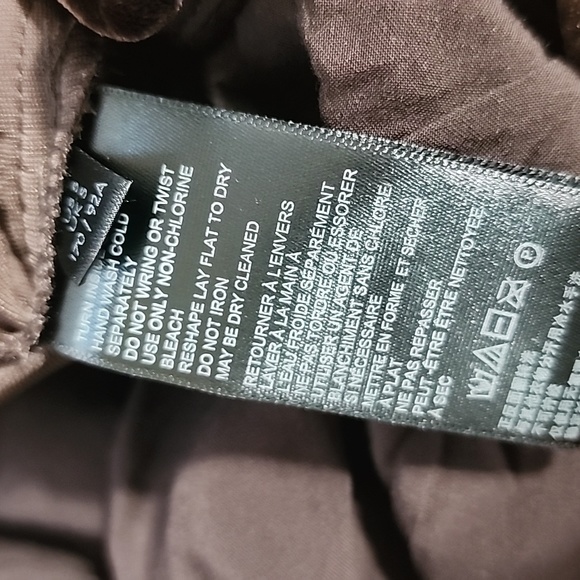 US 8
UK 8
170 / 92A
TURN
HAND WASH COLD
SEPARATELY
DO NOT WRING OR TWIST
USE ONLY NON-CHLORINE
BLEACH
RESHAPE LAY FLAT TO DRY
DO NOT IRON
MAY BE DRY CLEANED
RETOURNER À L'ENVERS
LAVER À LA MAIN À
L'EAU FROIDE SÉPARÉMENT
NE-PAS TORDRE OU ESSORER
UTILISER UN AGENT DE
BLANCHIMENT SANS CHLORE/
SI NÉCESSAIRE
METTRE EN FORME ET SÉCHER
À PLAT
NE PAS REPASSER
PEUT -ÊTRE ÊTRE NETTOYÉE
À SEC